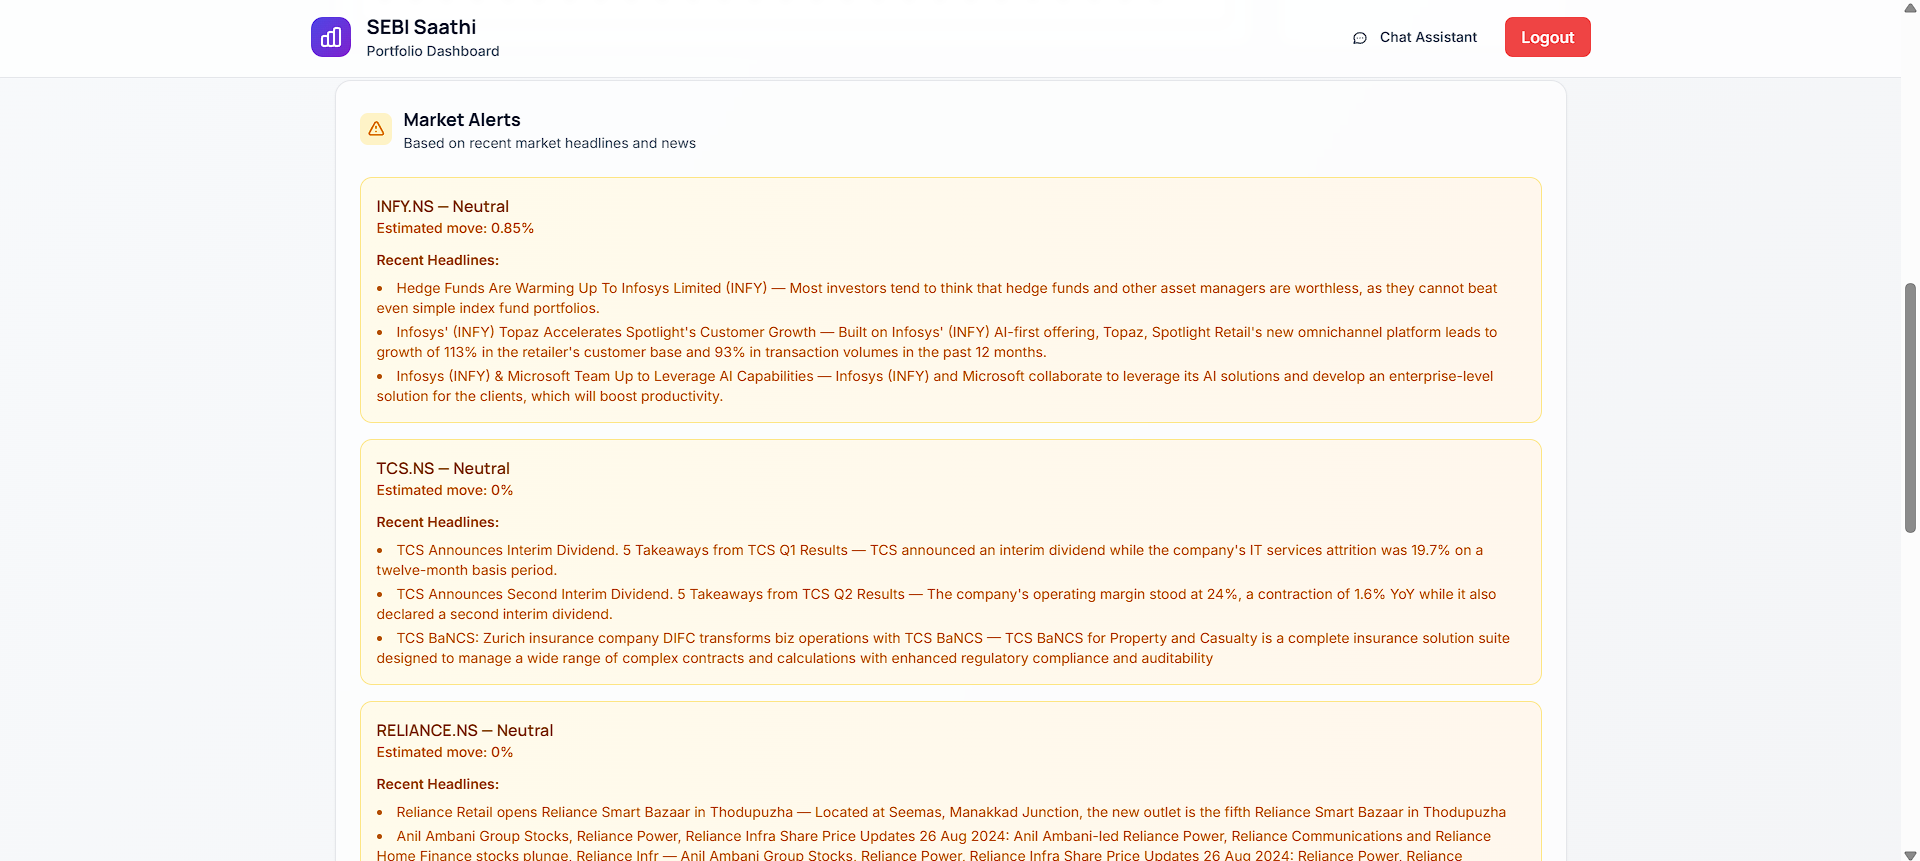 SEBI Saathi
Portfolio Dashboard
Chat Assistant
Logout
Market Alerts
Based on recent market headlines and news
INFY.NS — Neutral
Estimated move: 0.85%
Recent Headlines:
• Hedge Funds Are Warming Up To Infosys Limited (INFY) — Most investors tend to think that hedge funds and other asset managers are worthless, as they cannot beat
even simple index fund portfolios.
• Infosys' (INFY) Topaz Accelerates Spotlight's Customer Growth — Built on Infosys' (INFY) AI-first offering, Topaz, Spotlight Retail's new omnichannel platform leads to
growth of 113% in the retailer's customer base and 93% in transaction volumes in the past 12 months.
• Infosys (INFY) & Microsoft Team Up to Leverage AI Capabilities — Infosys (INFY) and Microsoft collaborate to leverage its AI solutions and develop an enterprise-level
solution for the clients, which will boost productivity.
TCS.NS — Neutral
Estimated move: 0%
Recent Headlines:
• TCS Announces Interim Dividend. 5 Takeaways from TCS Q1 Results — TCS announced an interim dividend while the company's IT services attrition was 19.7% on a
twelve-month basis period.
• TCS Announces Second Interim Dividend. 5 Takeaways from TCS Q2 Results — The company's operating margin stood at 24%, a contraction of 1.6% YoY while it also
declared a second interim dividend.
• TCS BaNCS: Zurich insurance company DIFC transforms biz operations with TCS BaNCS — TCS BaNCS for Property and Casualty is a complete insurance solution suite
designed to manage a wide range of complex contracts and calculations with enhanced regulatory compliance and auditability
RELIANCE.NS — Neutral
Estimated move: 0%
Recent Headlines:
• Reliance Retail opens Reliance Smart Bazaar in Thodupuzha — Located at Seemas, Manakkad Junction, the new outlet is the fifth Reliance Smart Bazaar in Thodupuzha
• Anil Ambani Group Stocks, Reliance Power, Reliance Infra Share Price Updates 26 Aug 2024: Anil Ambani-led Reliance Power, Reliance Communications and Reliance
Home Finance stocks plunge, Reliance Infr — Anil Ambani Group Stocks, Reliance Power, Reliance Infra Share Price Updates 26 Aug 2024: Reliance Power, Reliance